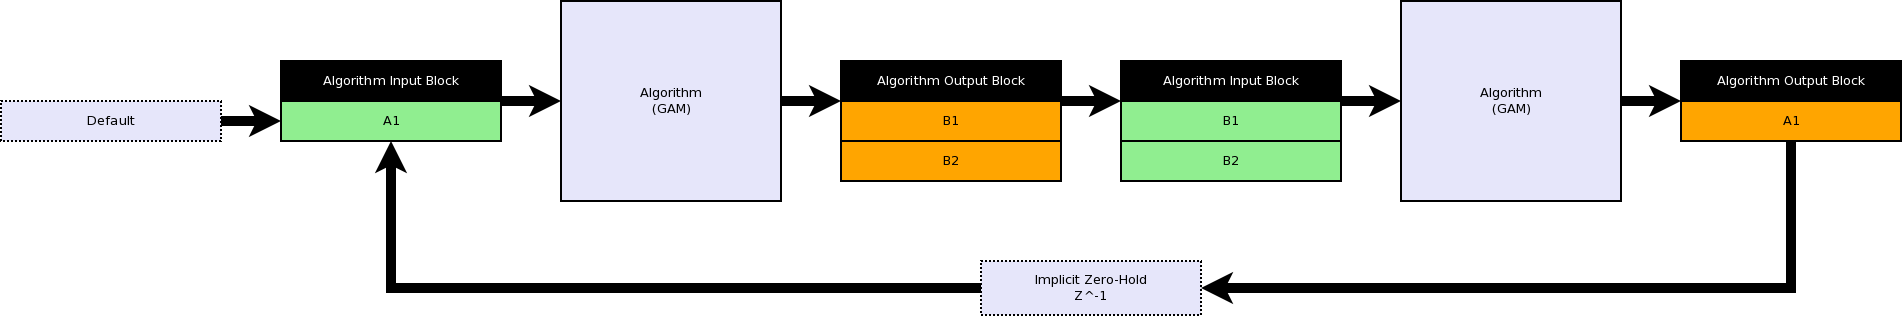 Default
Algorithm Input Block
A1
Algorithm
(GAM)
Algorithm Output Block
B1
B2
Algorithm Input Block
B1
B2
Algorithm
(GAM)
Algorithm Output Block
A1
Implicit Zero-Hold
Z^-1